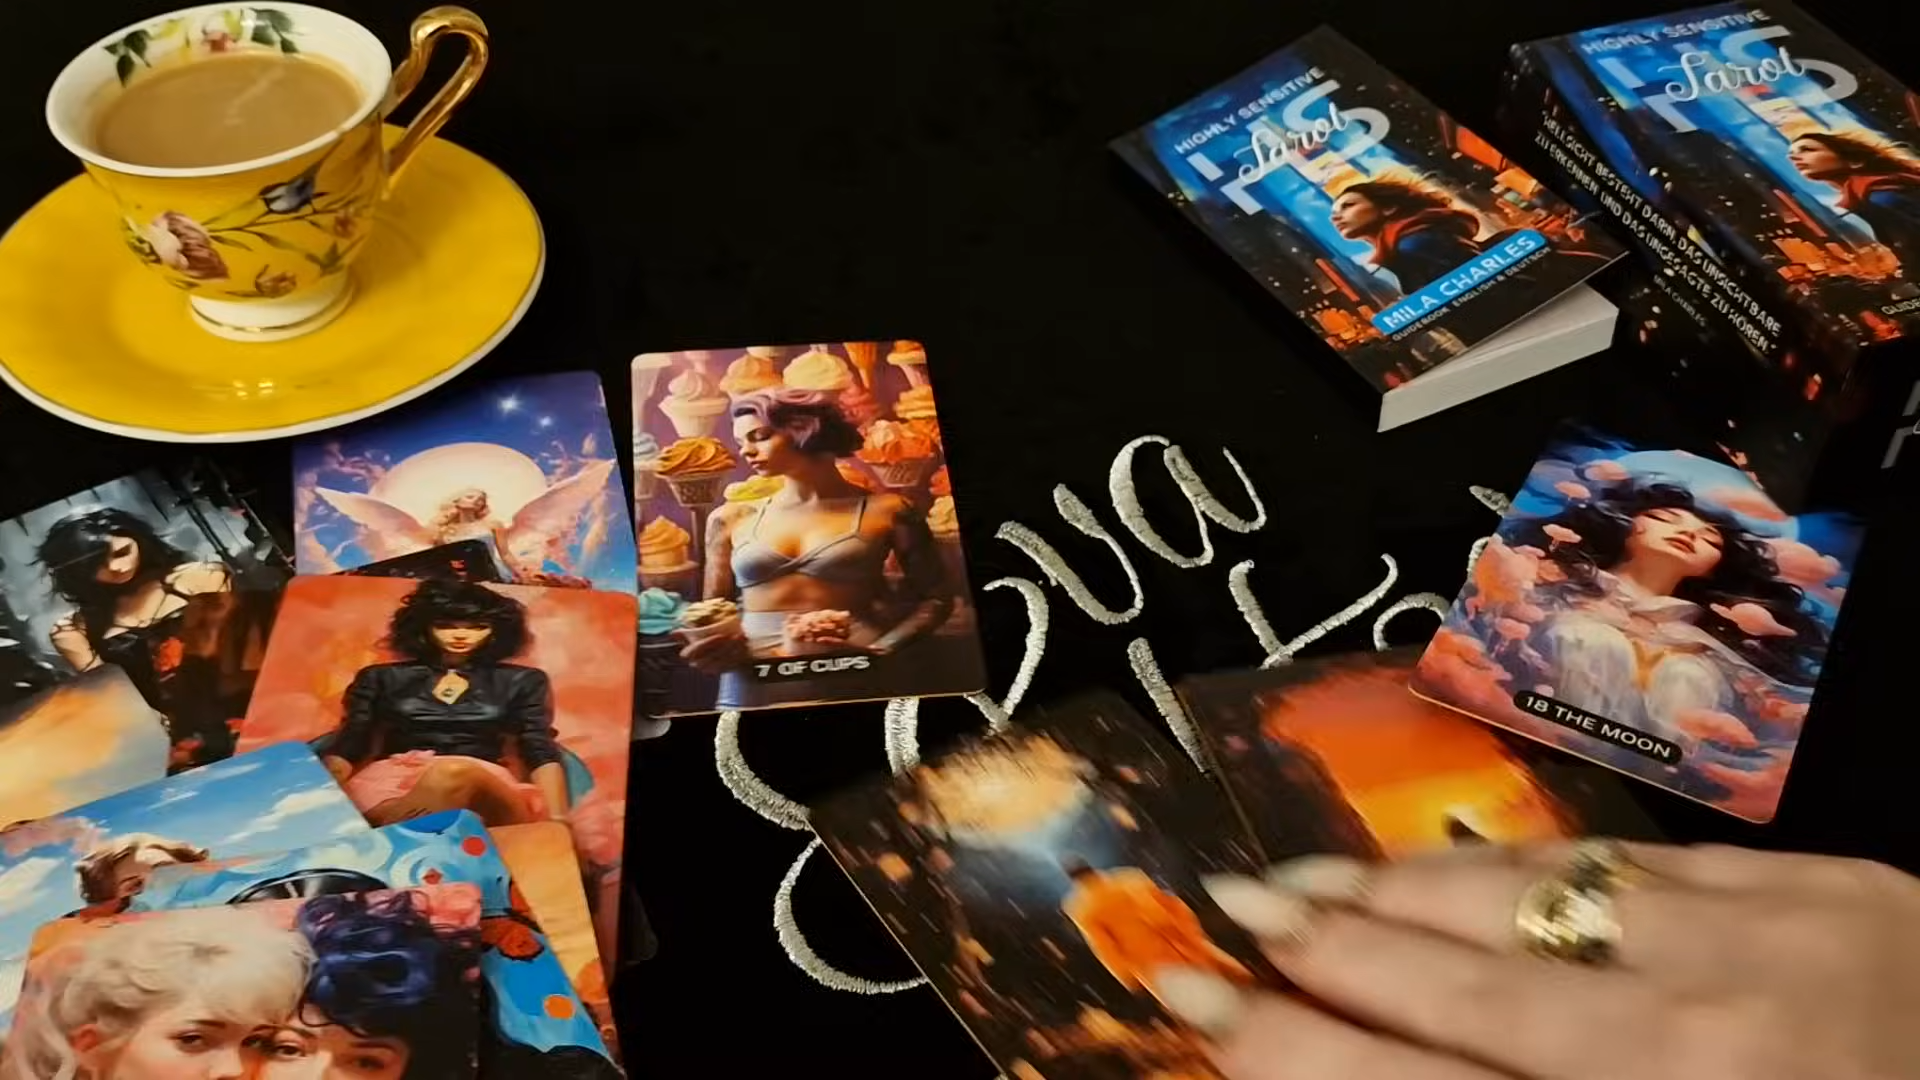 HIGHLY SENSITIVE
Tarot
MILA CHARLES
GUIDEBOOK ENGLISH & DEUTSCH
HIGHLY SENSITIVE
Tarot
"HELLSICHT BESTEHT DARIN, DAS UNSICHTBARE
ZU ERKENNEN UND DAS UNGESAGTE ZU HÖREN."
MILA CHARLES
7 OF CUPS
18 THE MOON